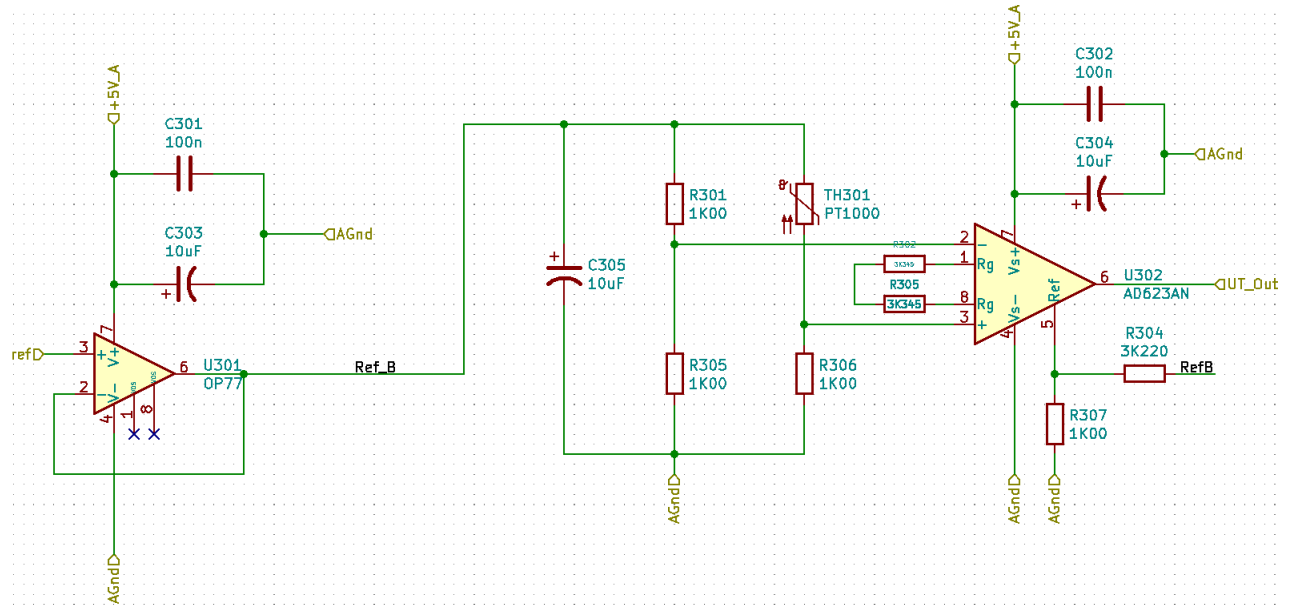 +5V_A
C301
100n
C303
10uF
AGnd
ref
3
2
+
-
7
V+
V-
4
1
8
VOS
VOS
6
U301
OP77
AGnd
Ref_B
+
+
C305
10uF
R301
1K00
TH301
PT1000
θ
R305
1K00
R306
1K00
AGnd
+5V_A
C302
100n
C304
10uF
+
AGnd
R302
3K345
R305
3K345
2
1
8
3
-
Rg
Rg
+
7
Vs+
Vs-
4
Ref
5
6
U302
AD623AN
UT_Out
R304
3K220
RefB
R307
1K00
AGnd
AGnd